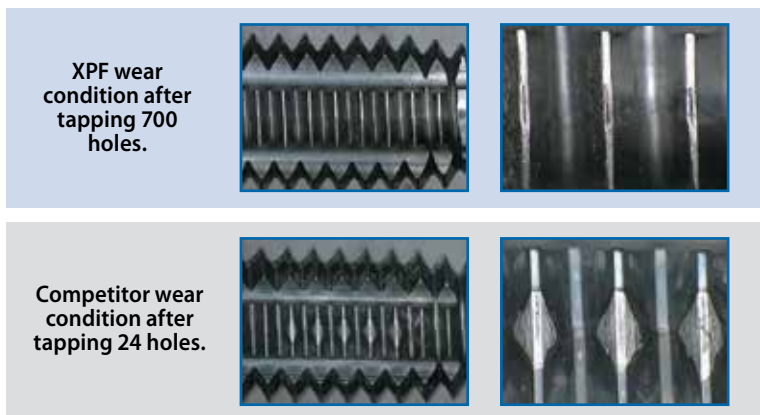 XPF wear
condition after
tapping 700
holes.
Competitor wear
condition after
tapping 24 holes.